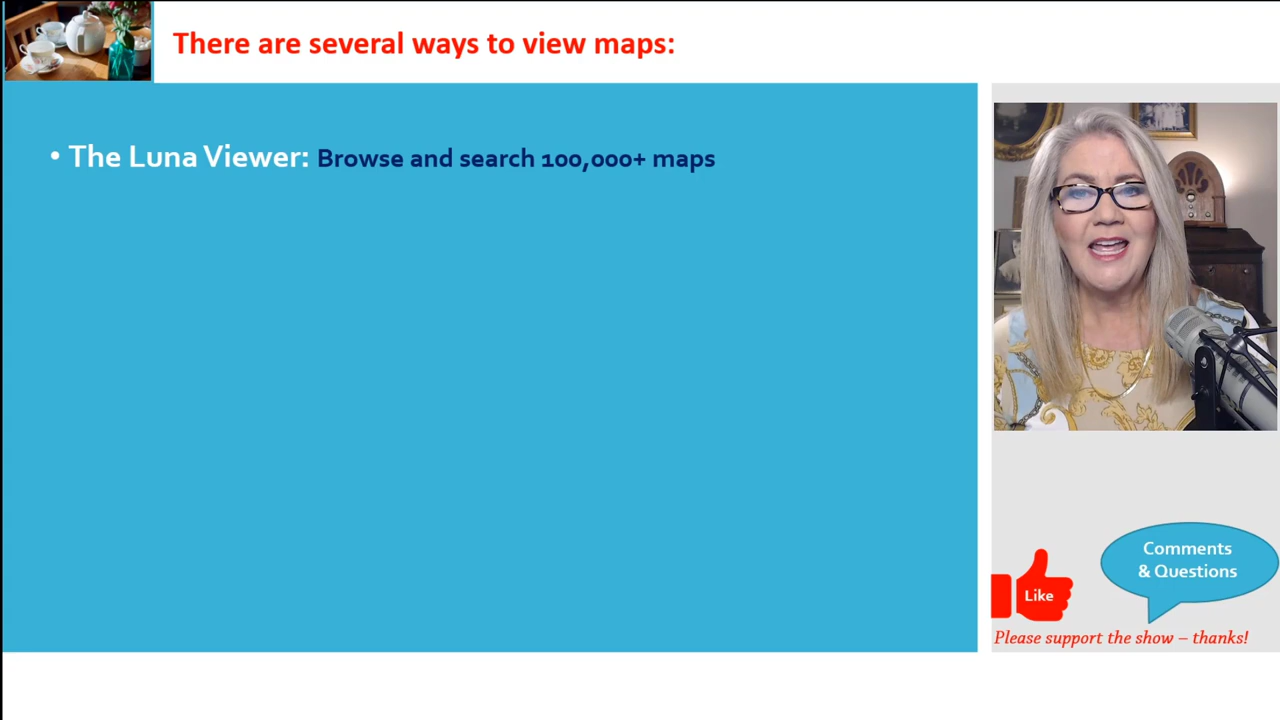 There are several ways to view maps:
• The Luna Viewer: Browse and search 100,000+ maps
Comments
& Questions
Like
Please support the show – thanks!